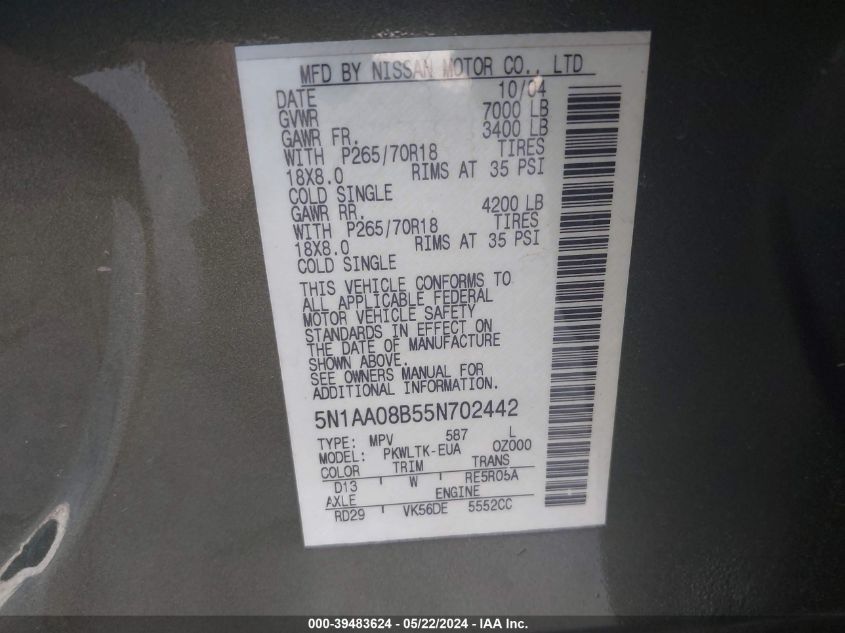 MFD BY NISSAN MOTOR CO., LTD
DATE 10/04
GVWR 7000 LB
GAWR FR. 3400 LB
WITH P265/70R18 TIRES
18X8.0 RIMS AT 35 PSI
COLD SINGLE
GAWR RR. 4200 LB
WITH P265/70R18 TIRES
18X8.0 RIMS AT 35 PSI
COLD SINGLE
THIS VEHICLE CONFORMS TO
ALL APPLICABLE FEDERAL
MOTOR VEHICLE SAFETY
STANDARDS IN EFFECT ON
THE DATE OF MANUFACTURE
SHOWN ABOVE.
SEE OWNERS MANUAL FOR
ADDITIONAL INFORMATION.
5N1AA08B55N702442
TYPE: MPV 587 L
MODEL: PKWLTK-EUA 0Z000
COLOR TRIM TRANS
D13 W RE5R05A
AXLE ENGINE
RD29 VK56DE 5552CC
000-39483624 - 05/22/2024 - IAA Inc.